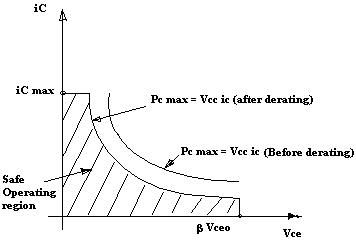 iC
iC max
Pc max = Vcc ic (after derating)
Pc max = Vcc ic (Before derating)
Safe
Operating
region
β Vceo
Vce